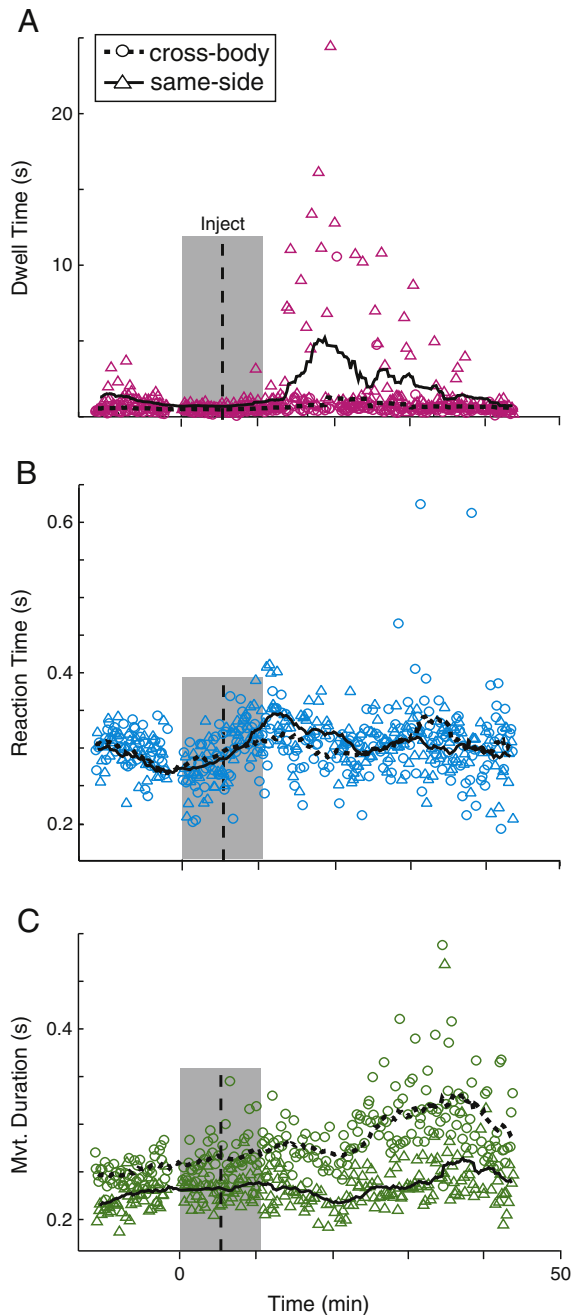 A
cross-body
same-side
20
Inject
Dwell Time (s)
10
B
0.6
Reaction Time (s)
0.4
0.2
C
0.4
Mvt. Duration (s)
0.2
0
50
Time (min)